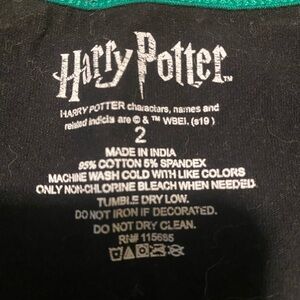 Harry Potter™
HARRY POTTER characters, names and
related indicia are © & ™ WBEI. (s19)
2
MADE IN INDIA
95% COTTON 5% SPANDEX
MACHINE WASH COLD WITH LIKE COLORS
ONLY NON-CHLORINE BLEACH WHEN NEEDED.
TUMBLE DRY LOW.
DO NOT IRON IF DECORATED.
DO NOT DRY CLEAN.
RN# 115685